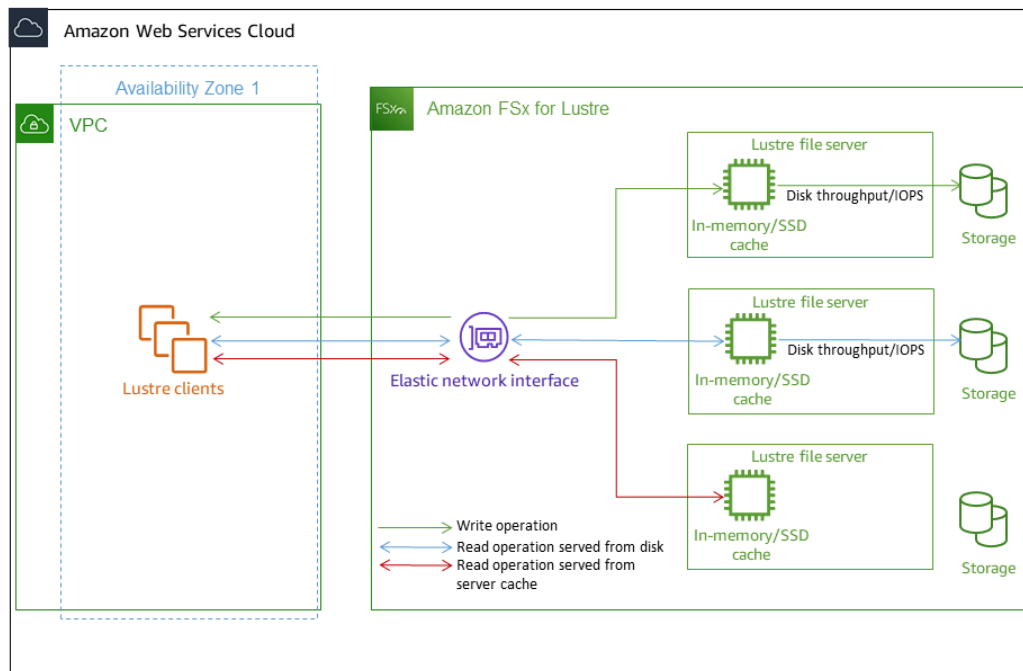 Amazon Web Services Cloud
Availability Zone 1
VPC
FSx
Amazon FSx for Lustre
Lustre file server
Disk throughput/IOPS
In-memory/SSD
cache
Storage
Lustre clients
Elastic network interface
Lustre file server
Disk throughput/IOPS
In-memory/SSD
cache
Storage
Lustre file server
In-memory/SSD
cache
Storage
Write operation
Read operation served from disk
Read operation served from
server cache